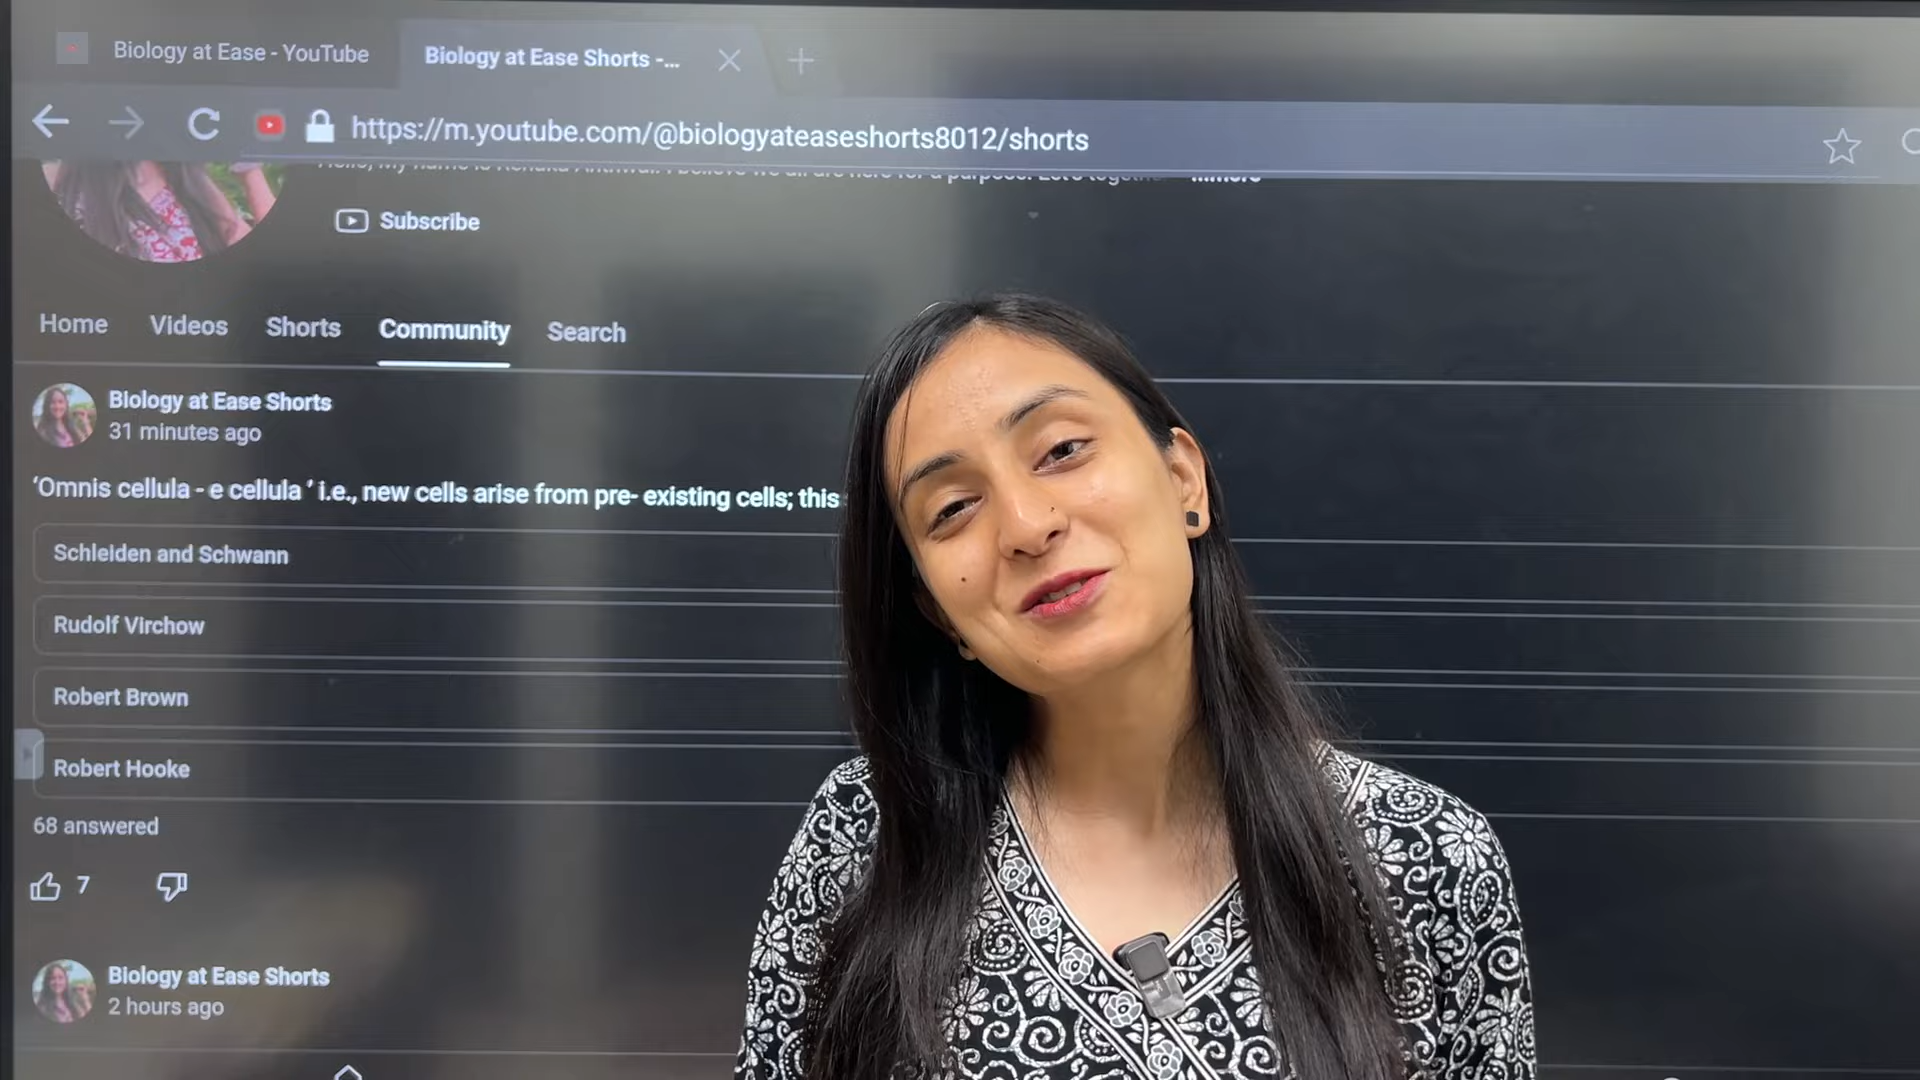 Biology at Ease - YouTube
Biology at Ease Shorts -...
https://m.youtube.com/@biologyateaseshorts8012/shorts
...more
Subscribe
Home Videos Shorts Community Search
Biology at Ease Shorts
31 minutes ago
‘Omnis cellula - e cellula ’ i.e., new cells arise from pre- existing cells; this
Schleiden and Schwann
Rudolf Virchow
Robert Brown
Robert Hooke
68 answered
7
Biology at Ease Shorts
2 hours ago